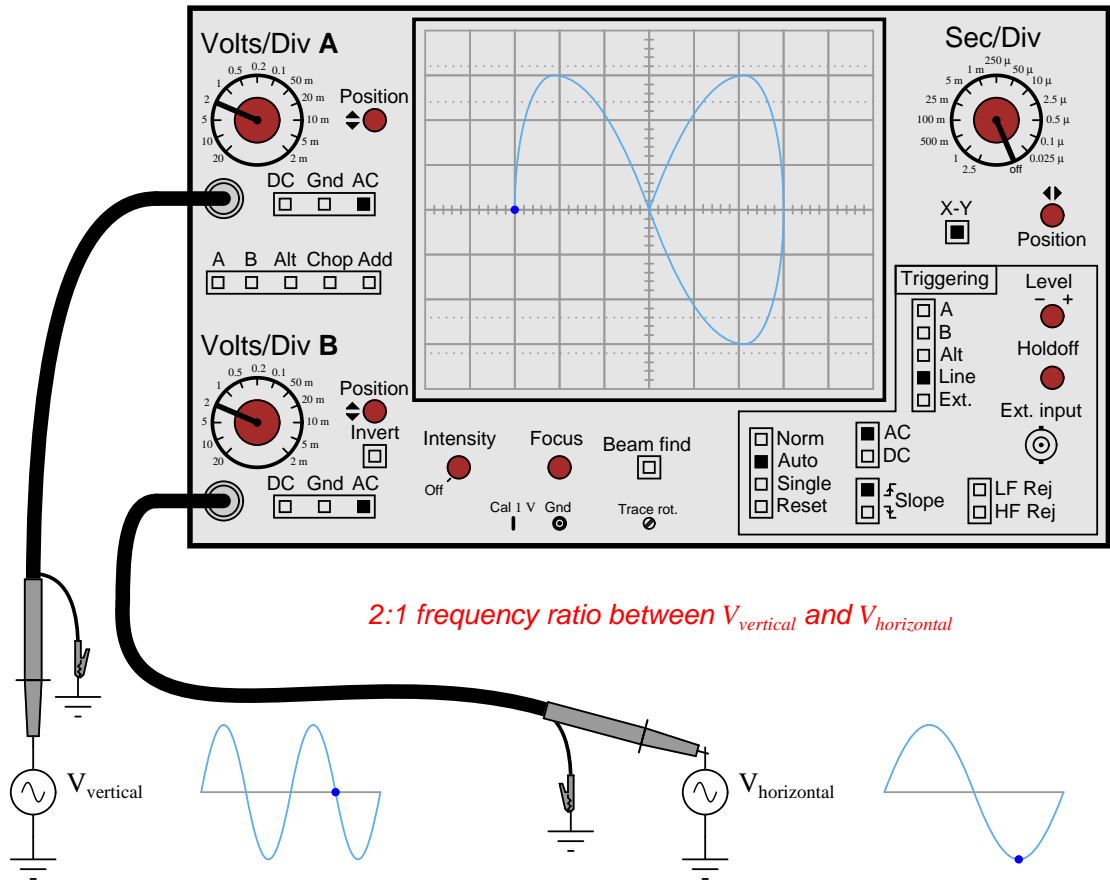 Volts/Div A
20
10
5
2
1
0.5
0.2
0.1
50 m
20 m
10 m
5 m
2 m
Position
DC Gnd AC
A B Alt Chop Add
Volts/Div B
20
10
5
2
1
0.5
0.2
0.1
50 m
20 m
10 m
5 m
2 m
Position
Invert
DC Gnd AC
Intensity
Off
Focus
Beam find
Cal 1 V Gnd
Trace rot.
Sec/Div
250 µ
50 µ
10 µ
2.5 µ
0.5 µ
0.1 µ
0.025 µ
off
2.5
1
500 m
100 m
25 m
5 m
1 m
X-Y
Position
Triggering
A
B
Alt
Line
Ext.
Level
− +
Holdoff
Ext. input
Norm
Auto
Single
Reset
AC
DC
Slope
LF Rej
HF Rej
2:1 frequency ratio between Vvertical and Vhorizontal
Vvertical
Vhorizontal